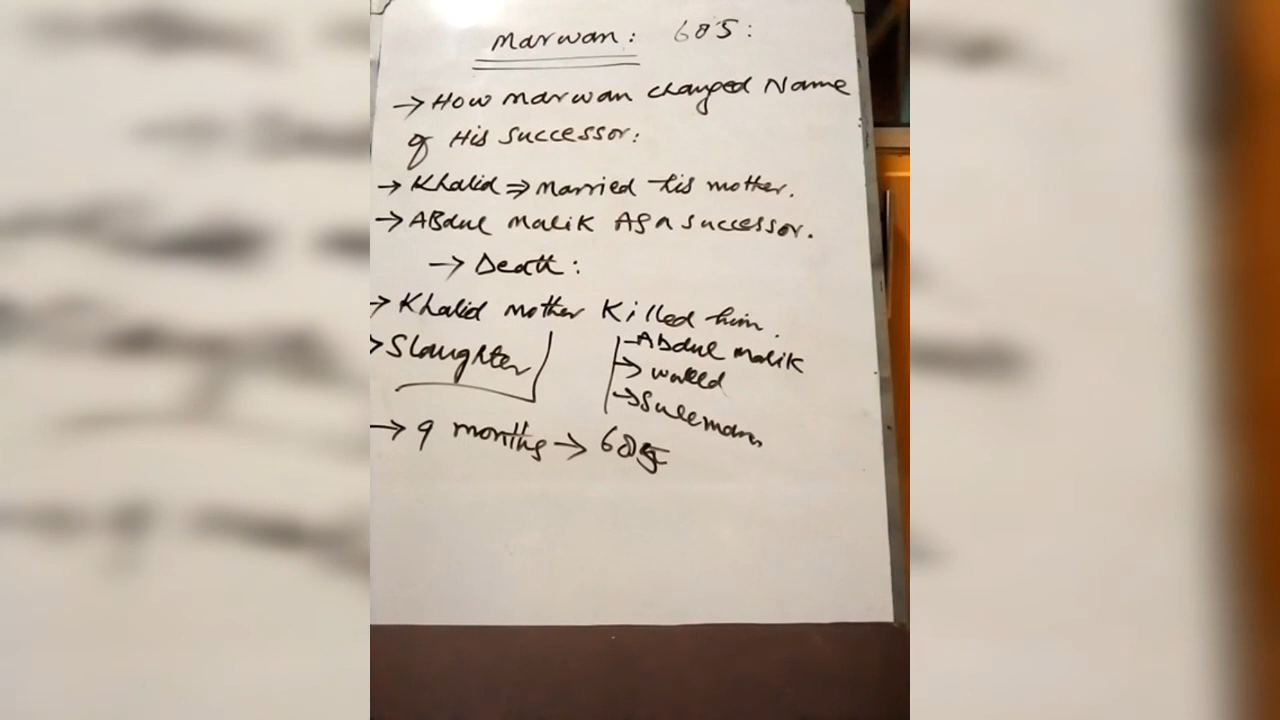 Marwan: 685:
→ How Marwan changed Name
of His successor:
→ Khalid ⇒ Married his mother.
→ ABdul Malik AS a successor.
→ Death:
→ Khalid mother Killed him.
→ Slaughter
→ ABdul Malik
→ walled
→ Suleman
→ 9 months → 685